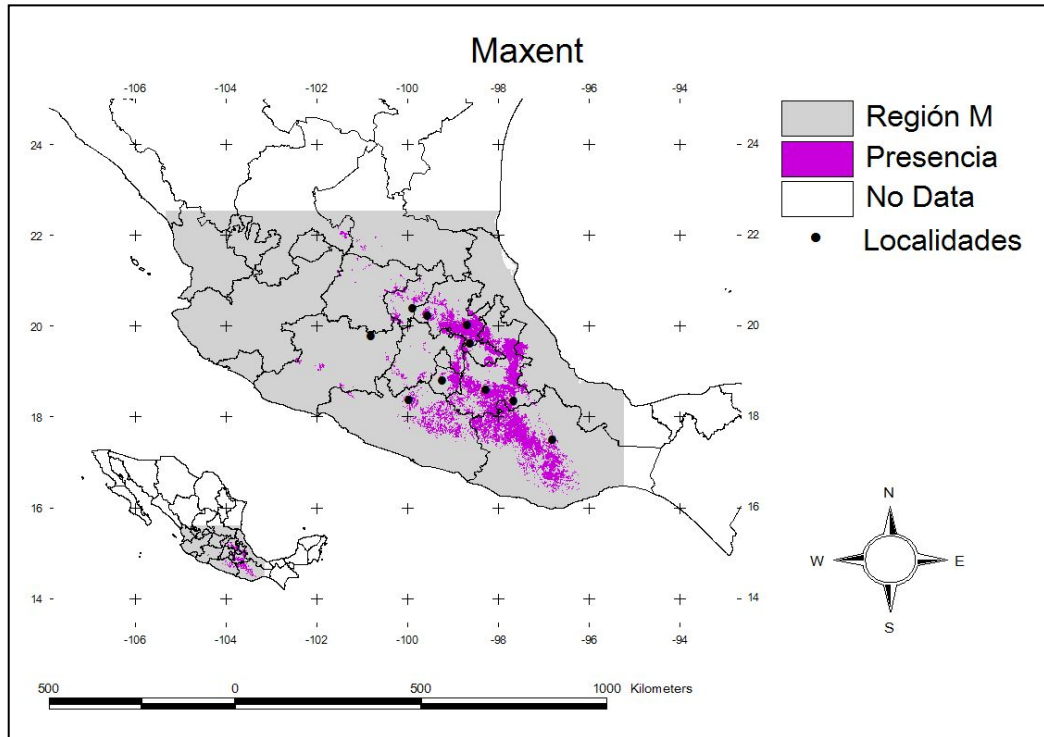 Maxent
-106 -104 -102 -100 -98 -96 -94
24 24
22 22
20 20
18 18
16 16
14 14
-106 -104 -102 -100 -98 -96 -94
Región M
Presencia
No Data
Localidades
N
W E
S
500 0 500 1000 Kilometers